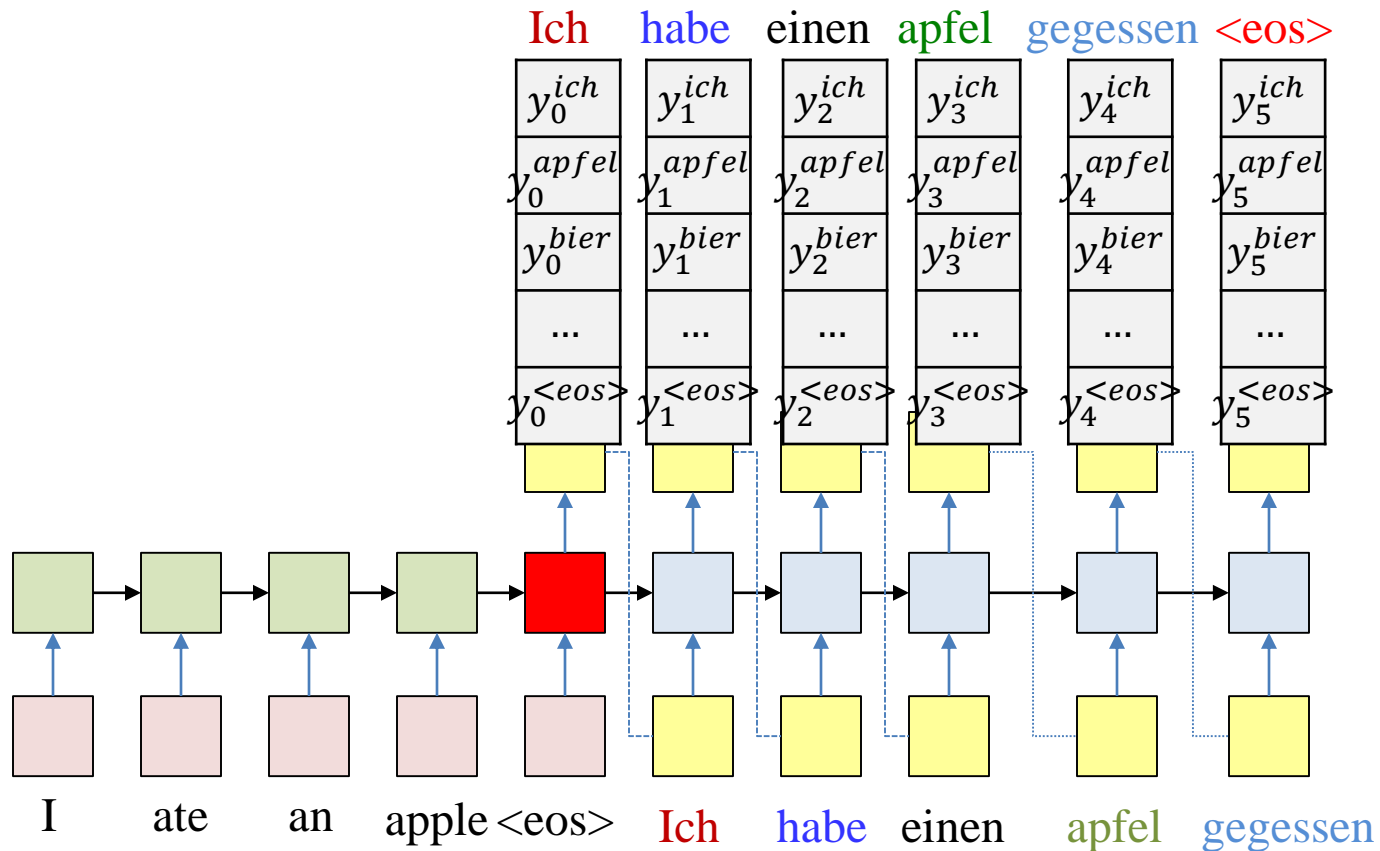 Ich habe einen apfel gegessen <eos>
y_0^{ich} y_1^{ich} y_2^{ich} y_3^{ich} y_4^{ich} y_5^{ich}
y_0^{apfel} y_1^{apfel} y_2^{apfel} y_3^{apfel} y_4^{apfel} y_5^{apfel}
y_0^{bier} y_1^{bier} y_2^{bier} y_3^{bier} y_4^{bier} y_5^{bier}
... ... ... ... ... ...
y_0^{<eos>} y_1^{<eos>} y_2^{<eos>} y_3^{<eos>} y_4^{<eos>} y_5^{<eos>}
I ate an apple <eos> Ich habe einen apfel gegessen